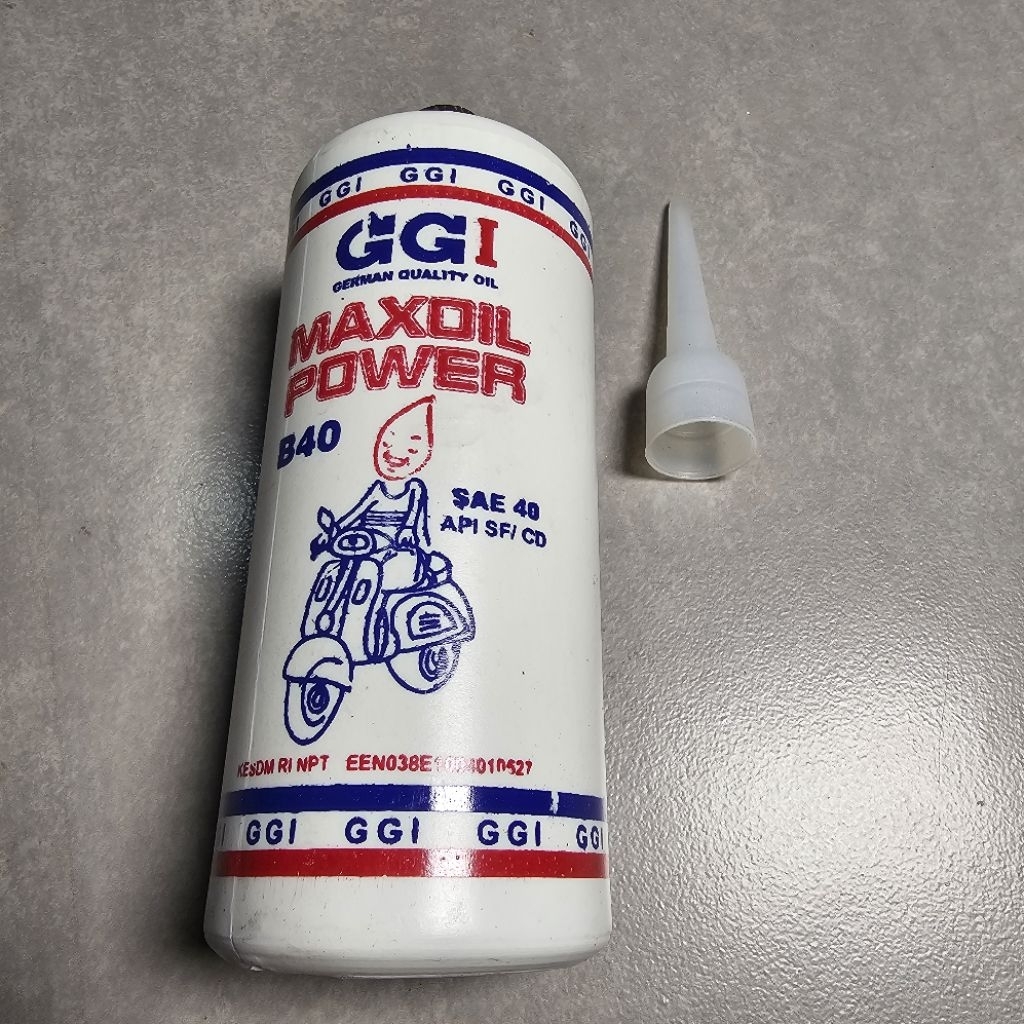 GGI GGI GGI GGI
GGI
GERMAN QUALITY OIL
MAXOIL
POWER
B40
SAE 40
API SF/ CD
KESDM RI NPT
GGI GGI GGI GGI